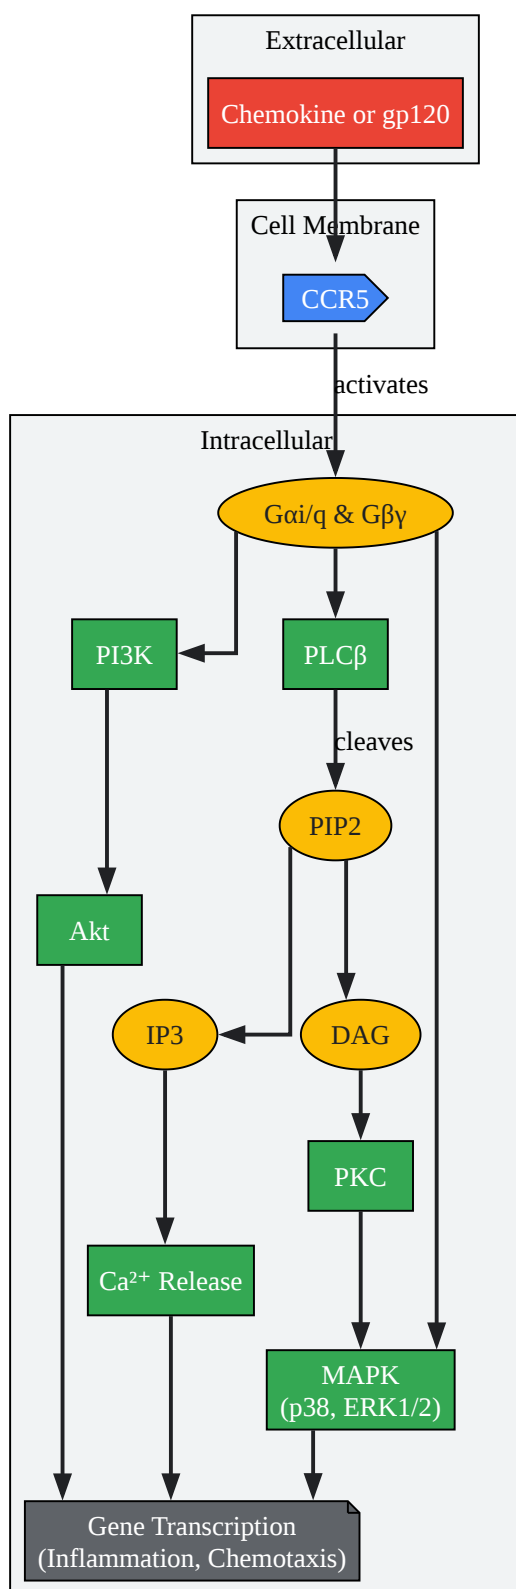 Extracellular
Chemokine or gp120
Cell Membrane
CCR5
activates
Intracellular
Gαi/q & Gβγ
PI3K
PLCβ
cleaves
PIP2
Akt
IP3
DAG
PKC
Ca²⁺ Release
MAPK
(p38, ERK1/2)
Gene Transcription
(Inflammation, Chemotaxis)